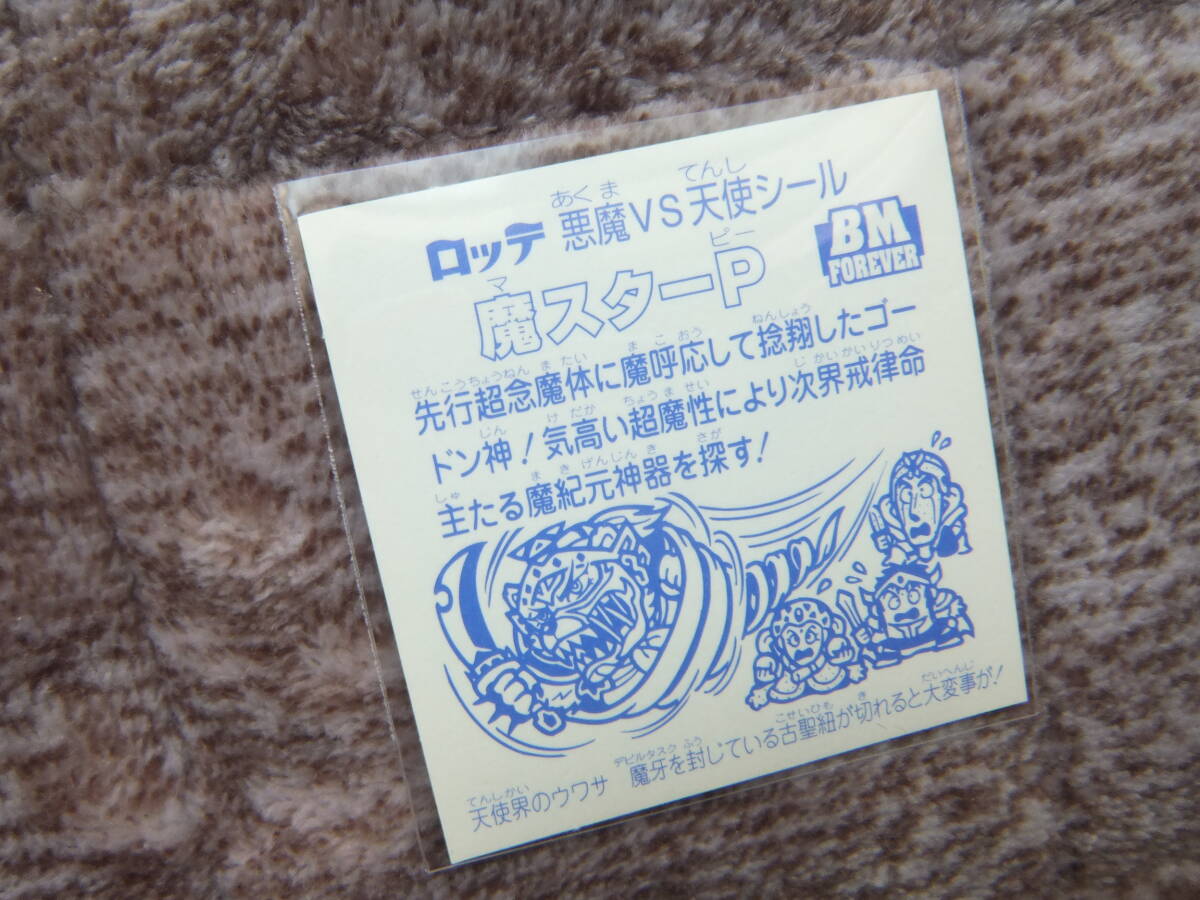 ロッテ 悪魔VS天使シール
あくま てんし
BM
FOREVER
魔スターP
マ ピー
先行超念魔体に魔呼応して捻翔したゴー
せんこうちょうねん ま たい ま こ おう ねんしょう
ドン神！気高い超魔性により次界戒律命
じん け だか ちょう ま せい じ かいかいりつめい
主たる魔紀元神器を探す！
しゅ ま き げんじん き さが
天使界のウワサ 魔牙を封じている古聖紐が切れると大変事が！
てんしかい デビルタスク ふう こせいひも き だいへんじ